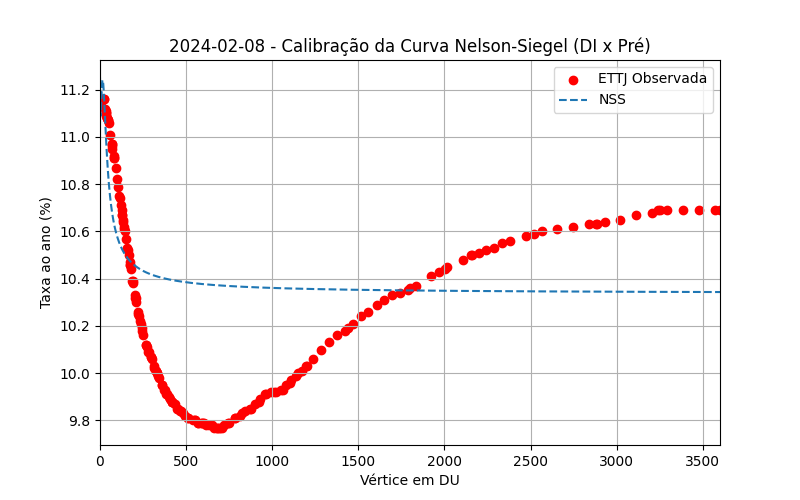 2024-02-08 - Calibração da Curva Nelson-Siegel (DI x Pré)
ETTJ Observada
NSS
Taxa ao ano (%)
11.2
11.0
10.8
10.6
10.4
10.2
10.0
9.8
0 500 1000 1500 2000 2500 3000 3500
Vértice em DU